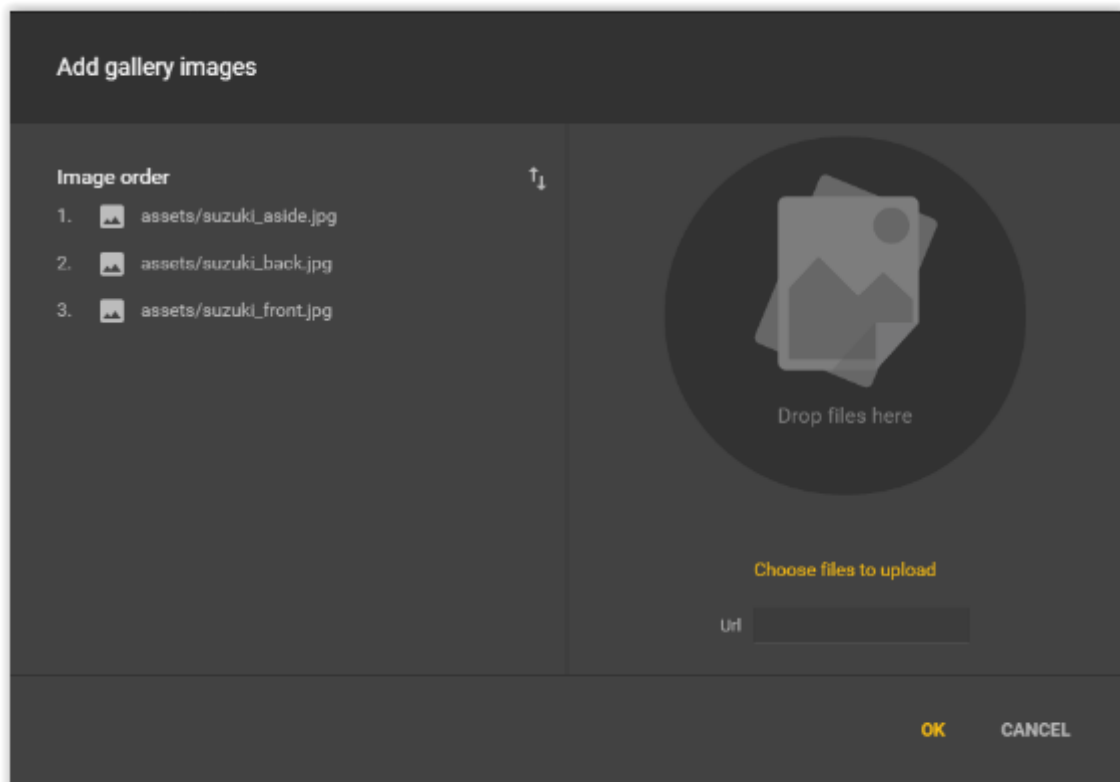 Add gallery images
Image order
1. assets/suzuki_aside.jpg
2. assets/suzuki_back.jpg
3. assets/suzuki_front.jpg
Drop files here
Choose files to upload
Url
OK CANCEL